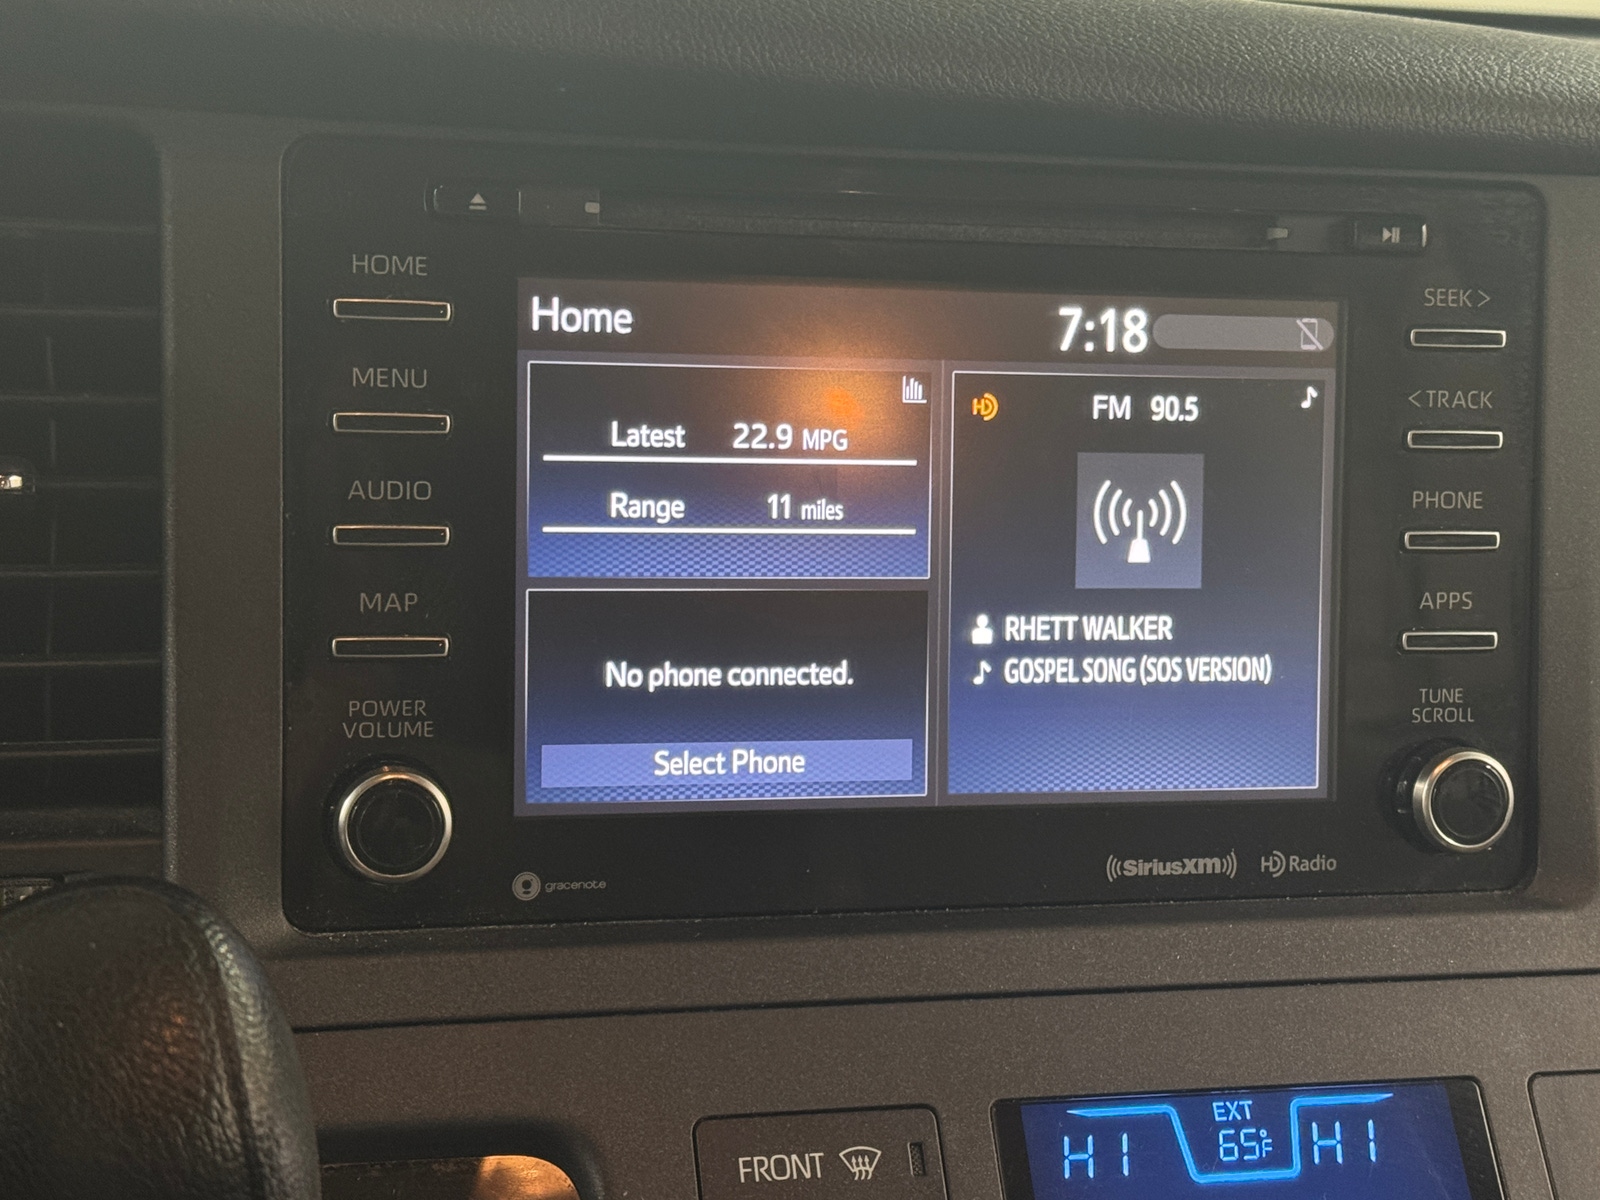 HOME
MENU
AUDIO
MAP
POWER
VOLUME
Home
7:18
Latest 22.9 MPG
Range 11 miles
No phone connected.
Select Phone
HD
FM 90.5
RHETT WALKER
GOSPEL SONG (SOS VERSION)
SEEK >
< TRACK
PHONE
APPS
TUNE
SCROLL
gracenote
((SiriusXM))
HD Radio
FRONT
HI
EXT
65°F
HI